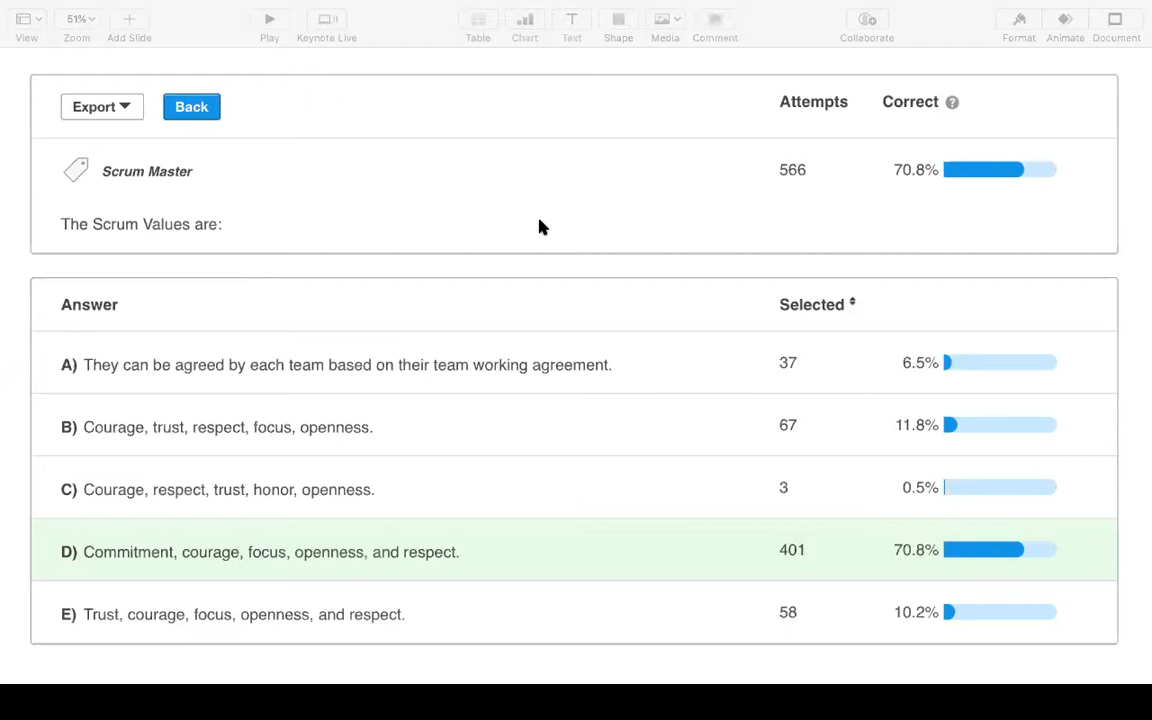 51%
View Zoom Add Slide Play Keynote Live Table Chart Text Shape Media Comment Collaborate Format Animate Document
Export Back Attempts Correct ?
Scrum Master 566 70.8%
The Scrum Values are:
Answer Selected
A) They can be agreed by each team based on their team working agreement. 37 6.5%
B) Courage, trust, respect, focus, openness. 67 11.8%
C) Courage, respect, trust, honor, openness. 3 0.5%
D) Commitment, courage, focus, openness, and respect. 401 70.8%
E) Trust, courage, focus, openness, and respect. 58 10.2%